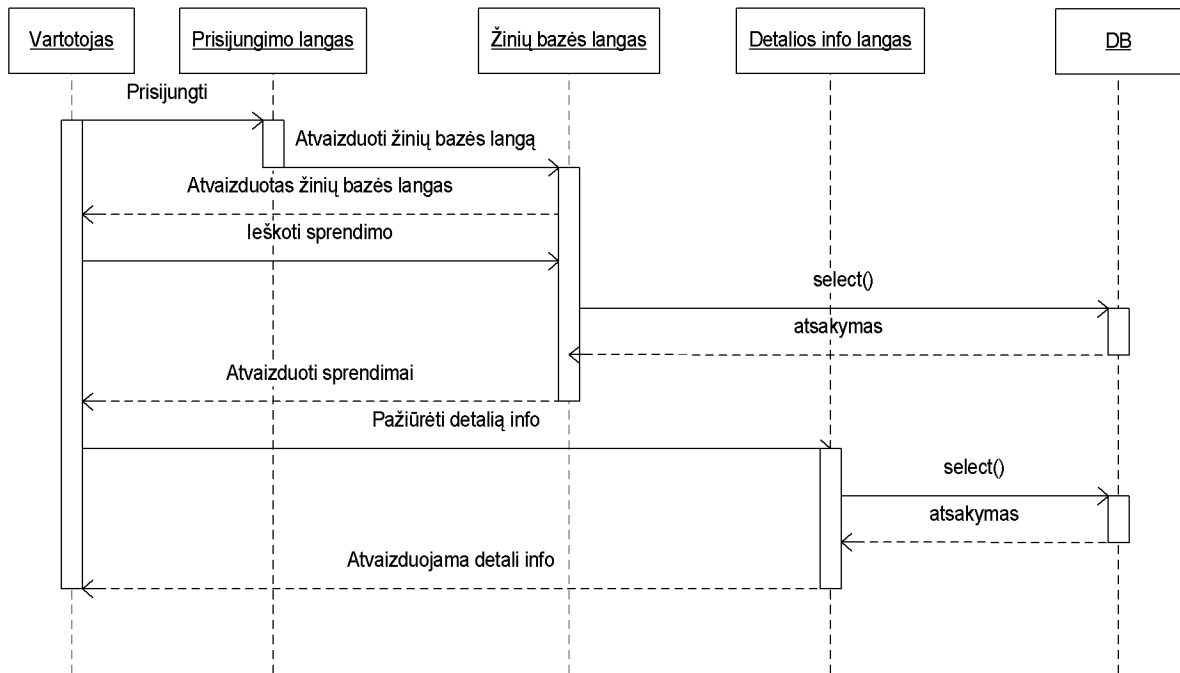 Vartotojas
Prisijungimo langas
Žinių bazės langas
Detalios info langas
DB
Prisijungti
Atvaizduoti žinių bazės langą
Atvaizduotas žinių bazės langas
Ieškoti sprendimo
select()
atsakymas
Atvaizduoti sprendimai
Pažiūrėti detalią info
select()
atsakymas
Atvaizduojama detali info